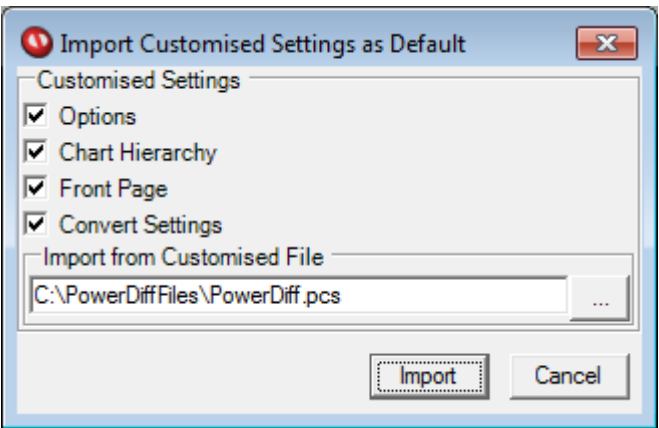 Import Customised Settings as Default
Customised Settings
Options
Chart Hierarchy
Front Page
Convert Settings
Import from Customised File
C:\PowerDiffFiles\PowerDiff.pcs
...
Import
Cancel